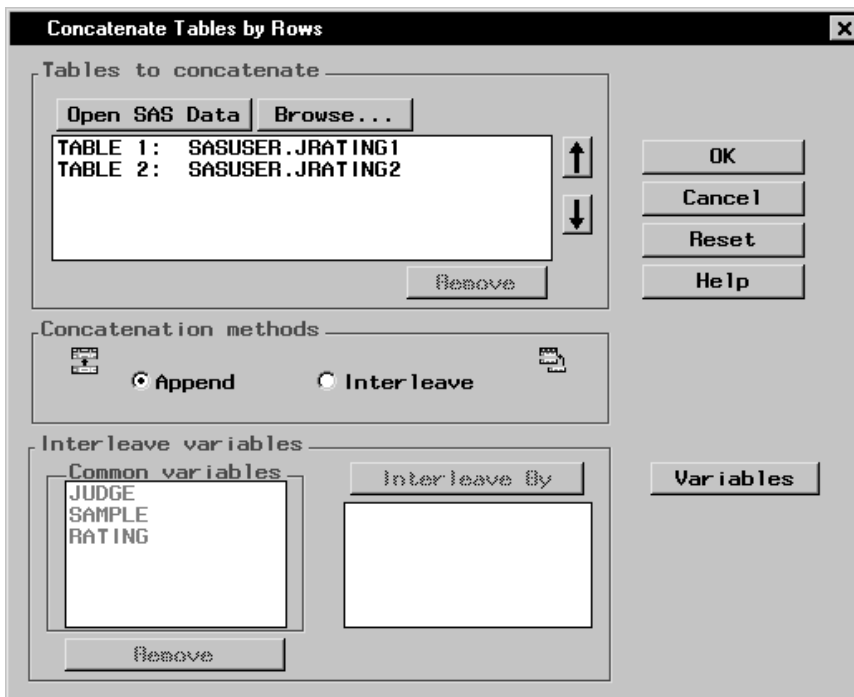 Concatenate Tables by Rows
Tables to concatenate
Open SAS Data Browse...
TABLE 1: SASUSER.JRATING1
TABLE 2: SASUSER.JRATING2
Remove
OK
Cancel
Reset
Help
Concatenation methods
Append Interleave
Interleave variables
Common variables
JUDGE
SAMPLE
RATING
Remove
Interleave By
Variables